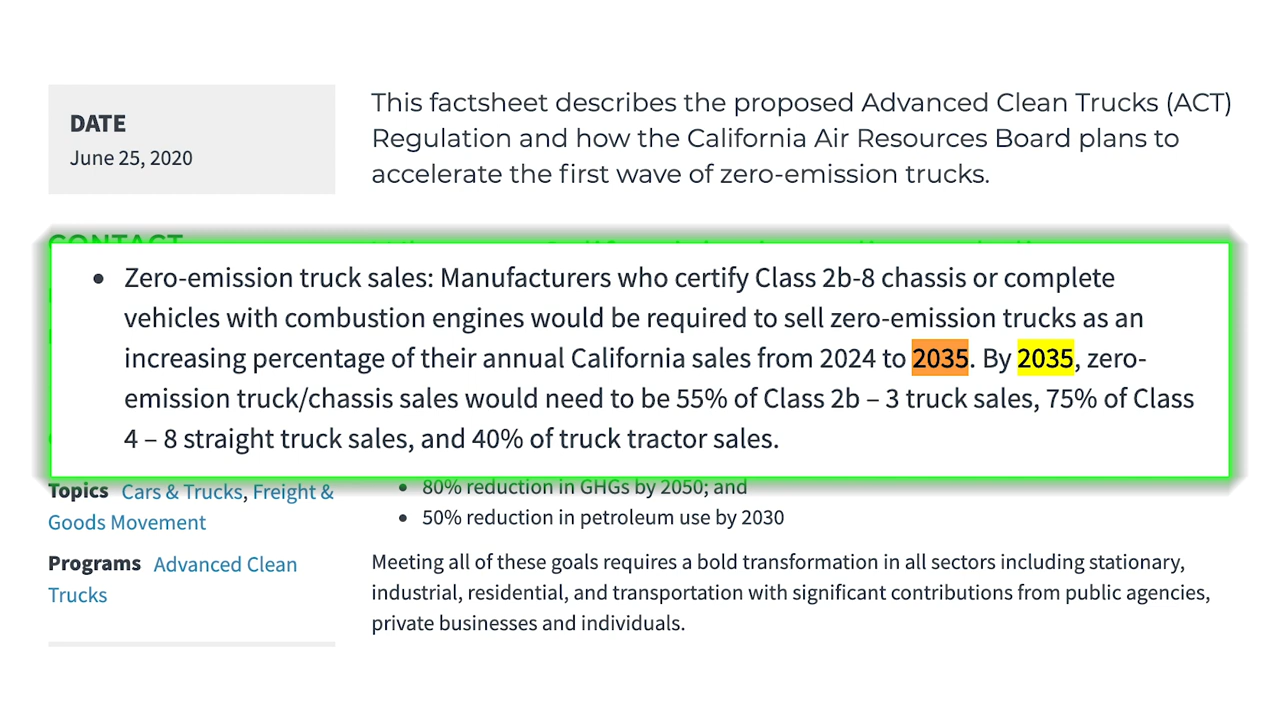 DATE
June 25, 2020
This factsheet describes the proposed Advanced Clean Trucks (ACT)
Regulation and how the California Air Resources Board plans to
accelerate the first wave of zero-emission trucks.
CONTACT
• Zero-emission truck sales: Manufacturers who certify Class 2b-8 chassis or complete
vehicles with combustion engines would be required to sell zero-emission trucks as an
increasing percentage of their annual California sales from 2024 to 2035. By 2035, zero-
emission truck/chassis sales would need to be 55% of Class 2b – 3 truck sales, 75% of Class
4 – 8 straight truck sales, and 40% of truck tractor sales.
Topics Cars & Trucks, Freight &
Goods Movement
Programs Advanced Clean
Trucks
• 80% reduction in GHGs by 2050; and
• 50% reduction in petroleum use by 2030
Meeting all of these goals requires a bold transformation in all sectors including stationary,
industrial, residential, and transportation with significant contributions from public agencies,
private businesses and individuals.